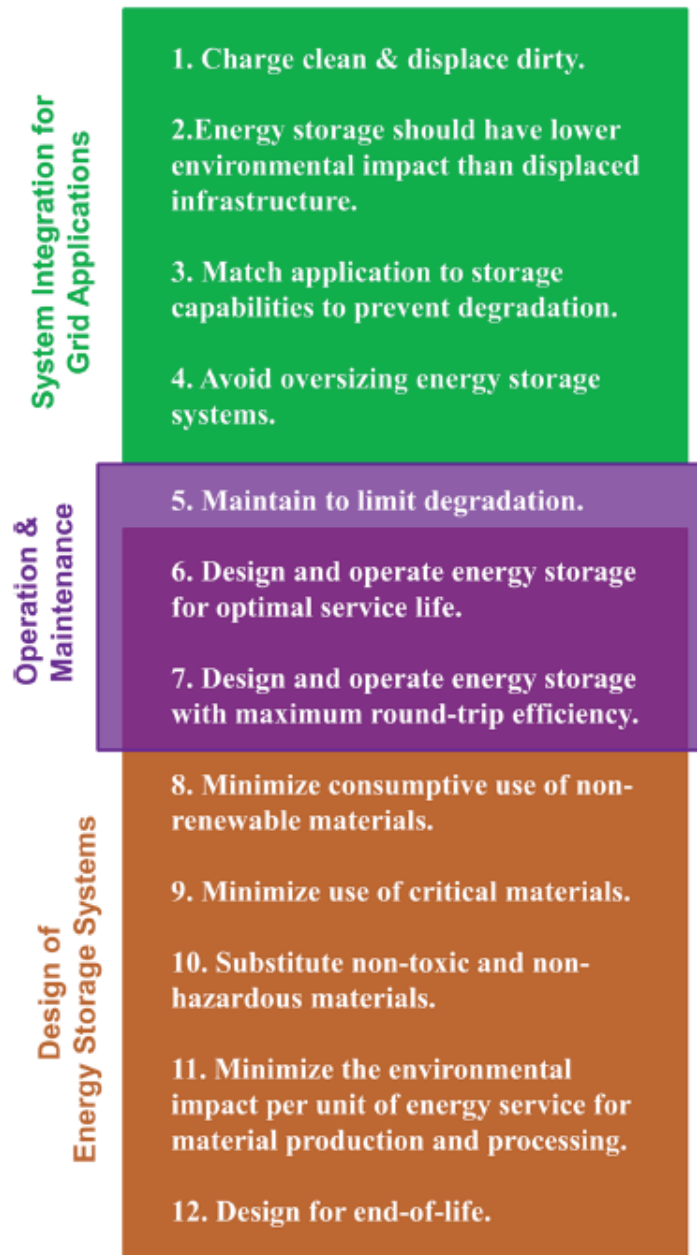 System Integration for
Grid Applications
1. Charge clean & displace dirty.
2.Energy storage should have lower
environmental impact than displaced
infrastructure.
3. Match application to storage
capabilities to prevent degradation.
4. Avoid oversizing energy storage
systems.
Operation &
Maintenance
5. Maintain to limit degradation.
6. Design and operate energy storage
for optimal service life.
7. Design and operate energy storage
with maximum round-trip efficiency.
Design of
Energy Storage Systems
8. Minimize consumptive use of non-
renewable materials.
9. Minimize use of critical materials.
10. Substitute non-toxic and non-
hazardous materials.
11. Minimize the environmental
impact per unit of energy service for
material production and processing.
12. Design for end-of-life.